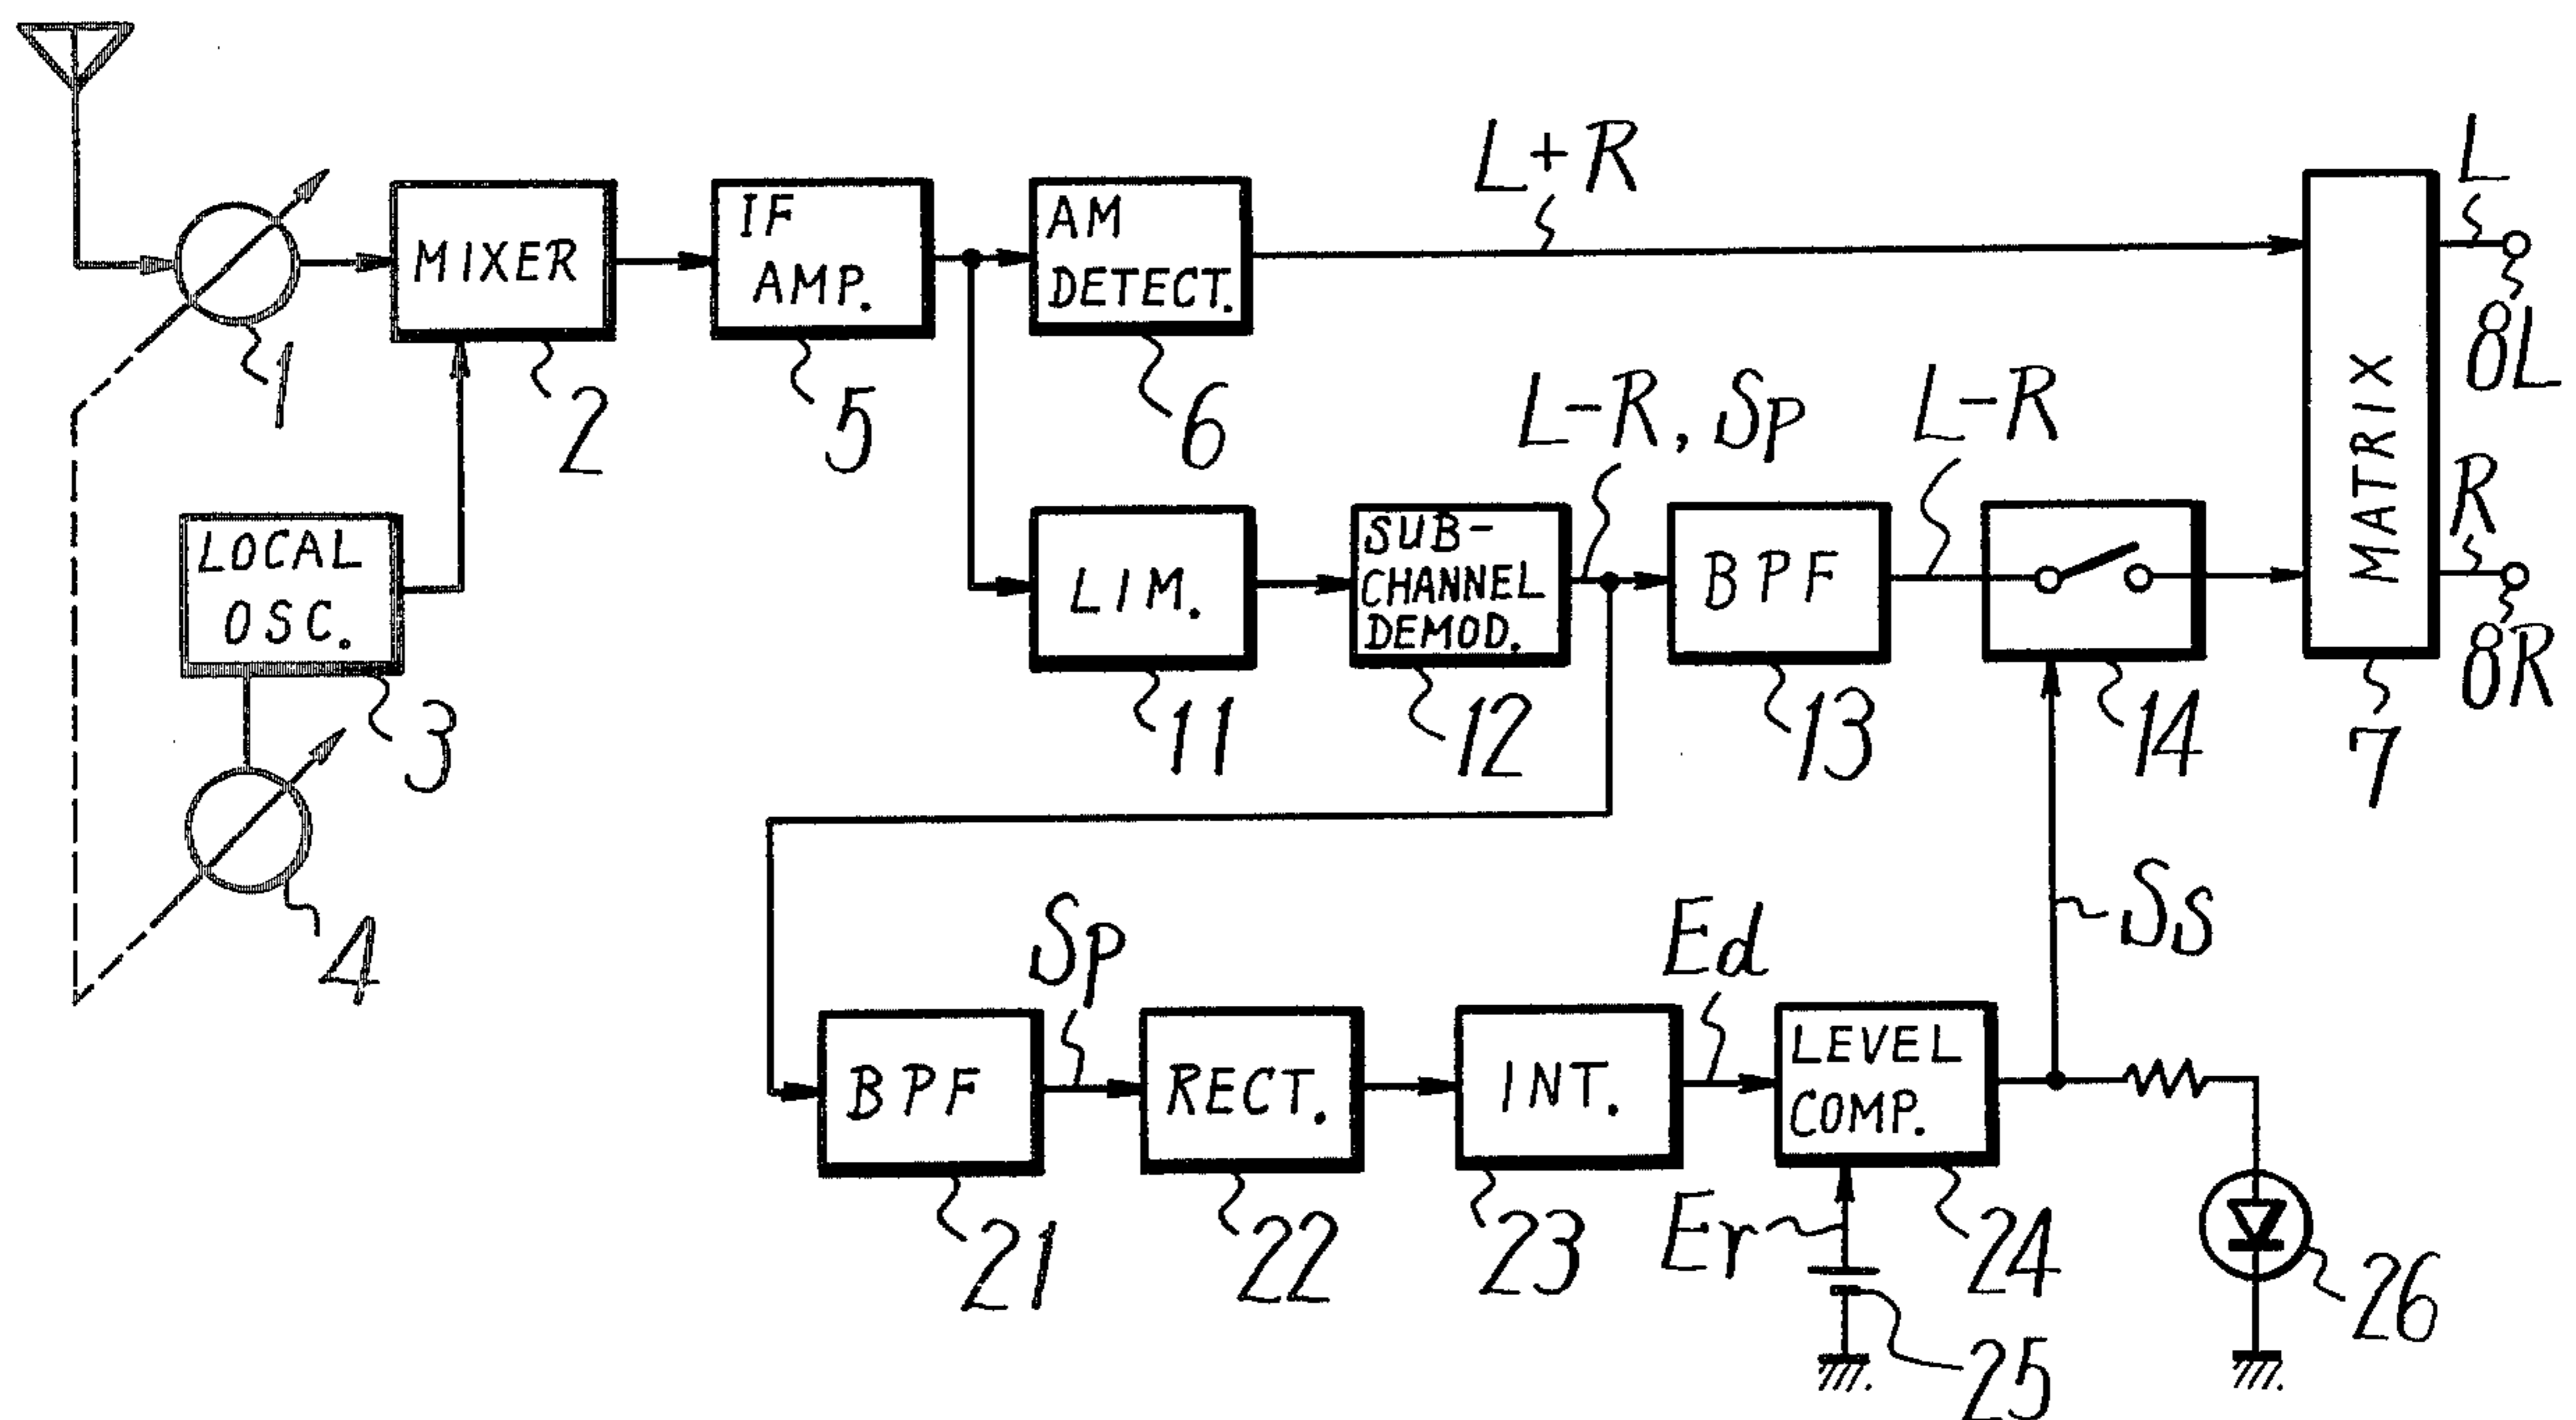 L+R
L
MIXER
IF
AMP.
AM
DETECT.
8L
1
2
5
6
L-R, Sp
L-R
MATRIX
R
LOCAL
OSC.
LIM.
SUB-
CHANNEL
DEMOD.
BPF
8R
3
11
12
13
14
7
4
Sp
Ed
Ss
BPF
RECT.
INT.
LEVEL
COMP.
21
22
23
Er
24
25
26